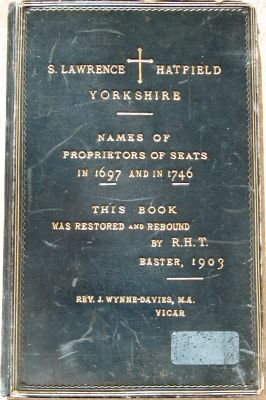 S. LAWRENCE HATFIELD
YORKSHIRE
NAMES OF
PROPRIETORS OF SEATS
IN 1697 AND IN 1746
THIS BOOK
WAS RESTORED AND REBOUND
BY R.H.T.
EASTER, 1903
REV. J. WYNNE-DAVIES, M.A.
VICAR